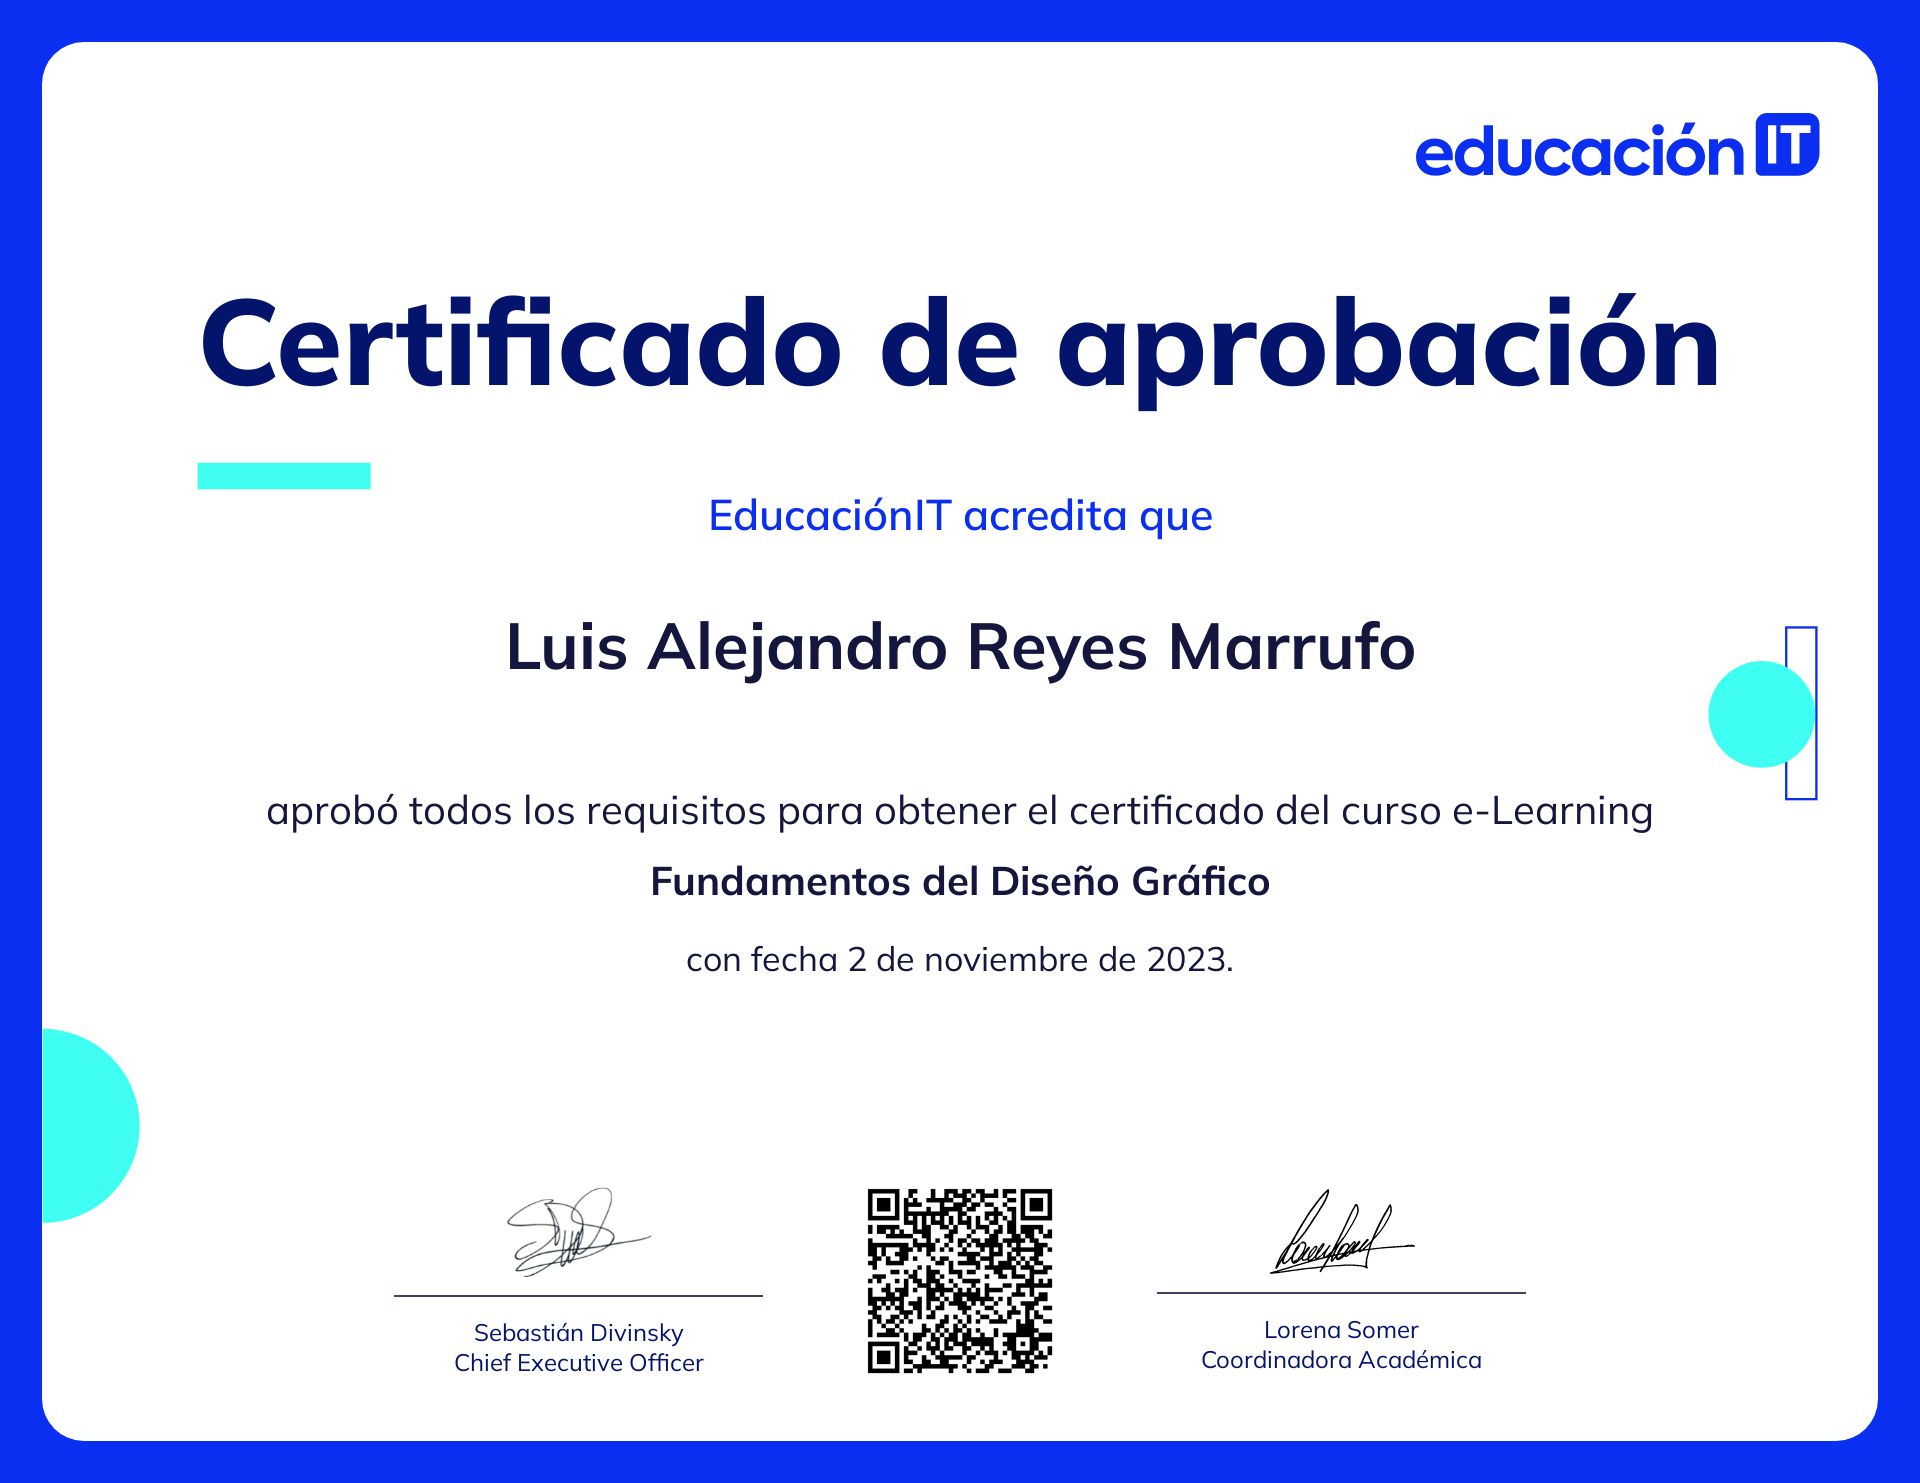 educación IT
Certificado de aprobación
EducaciónIT acredita que
Luis Alejandro Reyes Marrufo
aprobó todos los requisitos para obtener el certificado del curso e-Learning
Fundamentos del Diseño Gráfico
con fecha 2 de noviembre de 2023.
Sebastián Divinsky
Chief Executive Officer
Lorena Somer
Coordinadora Académica